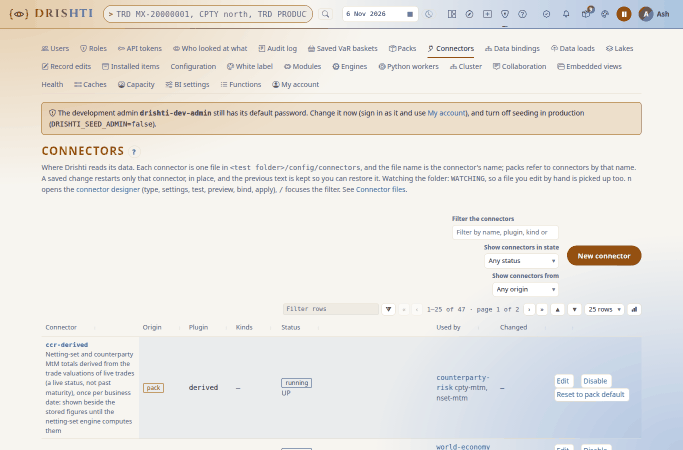 {👁} DRISHTI
> TRD MX-20000001, CPTY north, TRD PRODUC
6 Nov 2026
A Ash
Users Roles API tokens Who looked at what Audit log Saved VaR baskets Packs Connectors Data bindings Data loads Lakes
Record edits Installed items Configuration White label Modules Engines Python workers Cluster Collaboration Embedded views
Health Caches Capacity BI settings Functions My account
The development admin drishti-dev-admin still has its default password. Change it now (sign in as it and use My account), and turn off seeding in production
(DRISHTI_SEED_ADMIN=false).
CONNECTORS ?
Where Drishti reads its data. Each connector is one file in <test folder>/config/connectors, and the file name is the connector's name; packs refer to connectors by that name.
A saved change restarts only that connector, in place, and the previous text is kept so you can restore it. Watching the folder: WATCHING, so a file you edit by hand is picked up too. n
opens the connector designer (type, settings, test, preview, bind, apply), / focuses the filter. See Connector files.
Filter the connectors
Filter by name, plugin, kind or
Show connectors in state
Any status
New connector
Show connectors from
Any origin
Filter rows
1–25 of 47 · page 1 of 2
25 rows
Connector Origin Plugin Kinds Status Used by Changed
ccr-derived
Netting-set and counterparty
MtM totals derived from the
trade valuations of live trades
(a live status, not past
maturity), once per business
date: shown beside the
stored figures until the
netting-set engine computes
them
pack
derived
—
running
UP
counterparty-
risk cpty-mtm,
nset-mtm
—
Edit Disable
Reset to pack default
world-economy
Edit Disable